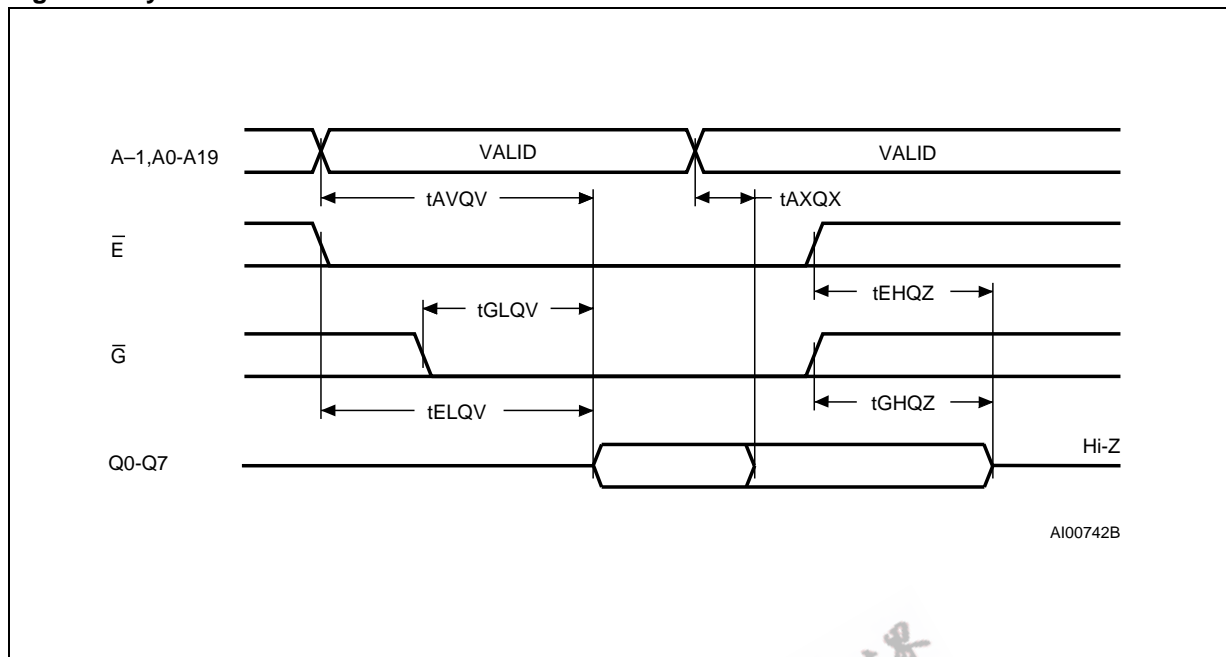 A–1,A0-A19
VALID
VALID
tAVQV
tAXQX
E̅
tEHQZ
tGLQV
G̅
tGHQZ
tELQV
Q0-Q7
Hi-Z
AI00742B